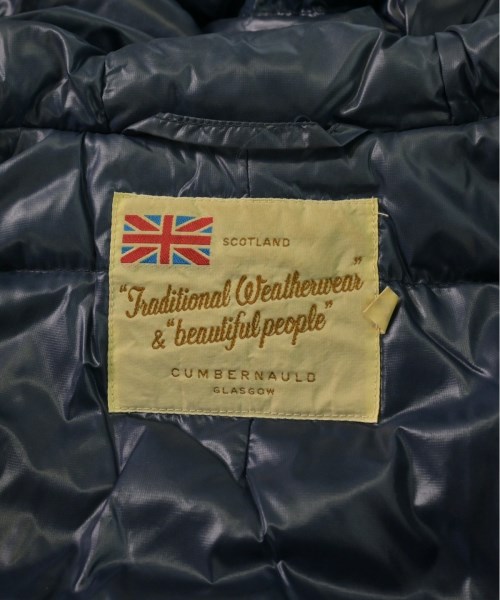 SCOTLAND
"Traditional Weatherwear"
& "beautiful people"
CUMBERNAULD
GLASGOW